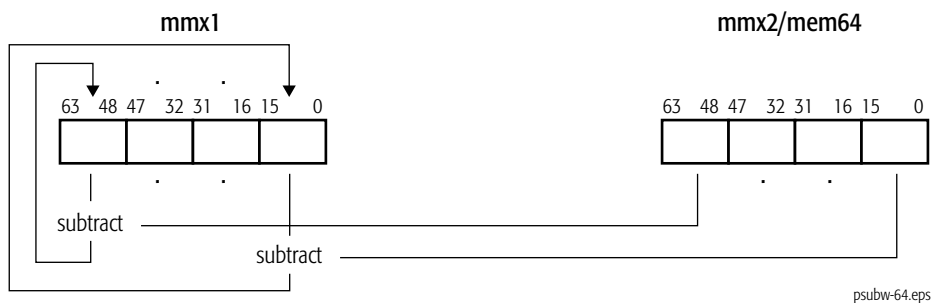 mmx1 mmx2/mem64
. .
63 48 47 32 31 16 15 0 63 48 47 32 31 16 15 0
. . . .
subtract
subtract
psubw-64.eps